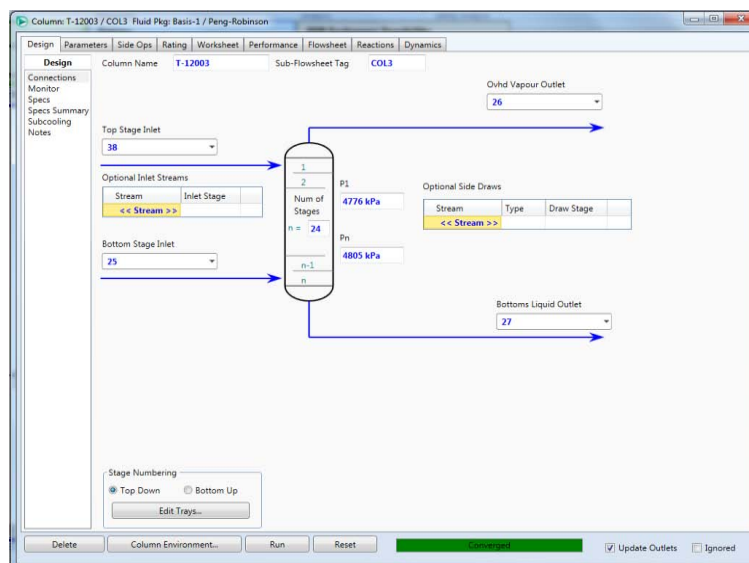 Column: T-12003 / COL3 Fluid Pkg: Basis-1 / Peng-Robinson
Design Parameters Side Ops Rating Worksheet Performance Flowsheet Reactions Dynamics
Design
Connections
Monitor
Specs
Specs Summary
Subcooling
Notes
Column Name T-12003 Sub-Flowsheet Tag COL3
Ovhd Vapour Outlet
26
Top Stage Inlet
38
Optional Inlet Streams
Stream Inlet Stage
<< Stream >>
Bottom Stage Inlet
25
1
2
Num of
Stages
n = 24
n-1
n
P1
4776 kPa
Pn
4805 kPa
Optional Side Draws
Stream Type Draw Stage
<< Stream >>
Bottoms Liquid Outlet
27
Stage Numbering
Top Down Bottom Up
Edit Trays...
Delete Column Environment... Run Reset Converged Update Outlets Ignored